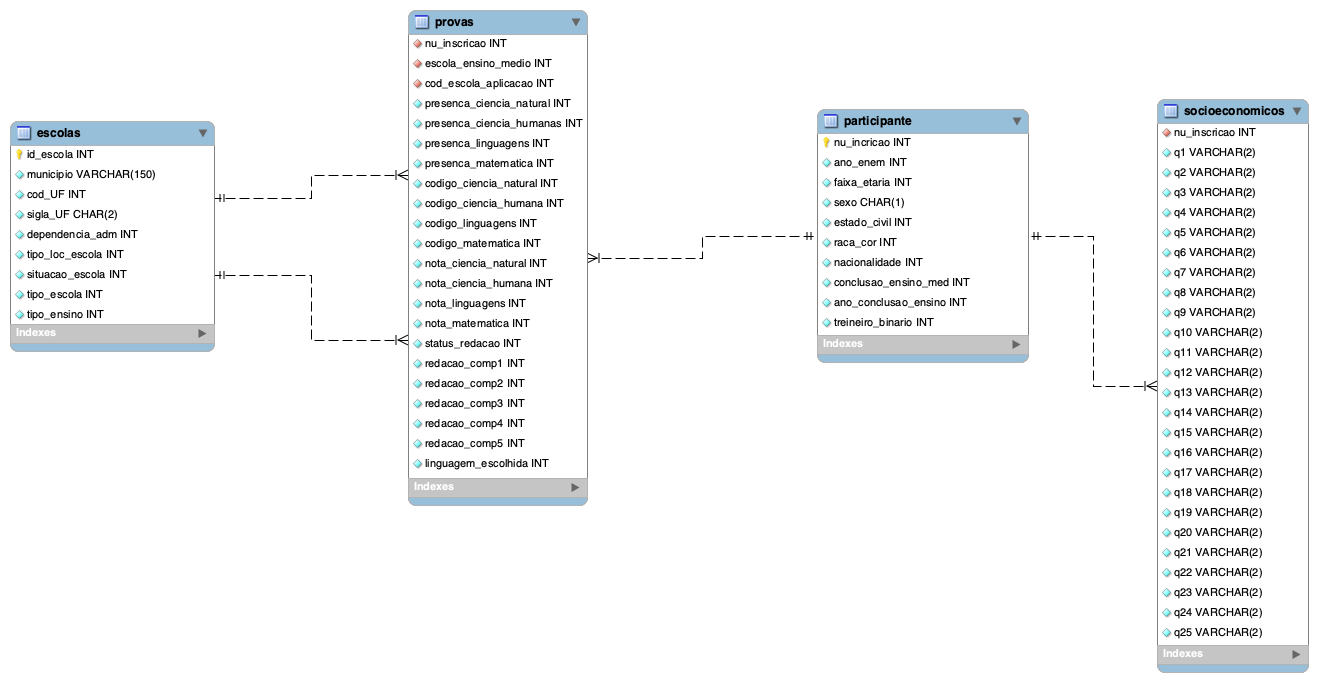 escolas
id_escola INT
municipio VARCHAR(150)
cod_UF INT
sigla_UF CHAR(2)
dependencia_adm INT
tipo_loc_escola INT
situacao_escola INT
tipo_escola INT
tipo_ensino INT
Indexes
provas
nu_inscricao INT
escola_ensino_medio INT
cod_escola_aplicacao INT
presenca_ciencia_natural INT
presenca_ciencia_humanas INT
presenca_linguagens INT
presenca_matematica INT
codigo_ciencia_natural INT
codigo_ciencia_humana INT
codigo_linguagens INT
codigo_matematica INT
nota_ciencia_natural INT
nota_ciencia_humana INT
nota_linguagens INT
nota_matematica INT
status_redacao INT
redacao_comp1 INT
redacao_comp2 INT
redacao_comp3 INT
redacao_comp4 INT
redacao_comp5 INT
linguagem_escolhida INT
Indexes
participante
nu_incricao INT
ano_enem INT
faixa_etaria INT
sexo CHAR(1)
estado_civil INT
raca_cor INT
nacionalidade INT
conclusao_ensino_med INT
ano_conclusao_ensino INT
treineiro_binario INT
Indexes
socioeconomicos
nu_inscricao INT
q1 VARCHAR(2)
q2 VARCHAR(2)
q3 VARCHAR(2)
q4 VARCHAR(2)
q5 VARCHAR(2)
q6 VARCHAR(2)
q7 VARCHAR(2)
q8 VARCHAR(2)
q9 VARCHAR(2)
q10 VARCHAR(2)
q11 VARCHAR(2)
q12 VARCHAR(2)
q13 VARCHAR(2)
q14 VARCHAR(2)
q15 VARCHAR(2)
q16 VARCHAR(2)
q17 VARCHAR(2)
q18 VARCHAR(2)
q19 VARCHAR(2)
q20 VARCHAR(2)
q21 VARCHAR(2)
q22 VARCHAR(2)
q23 VARCHAR(2)
q24 VARCHAR(2)
q25 VARCHAR(2)
Indexes